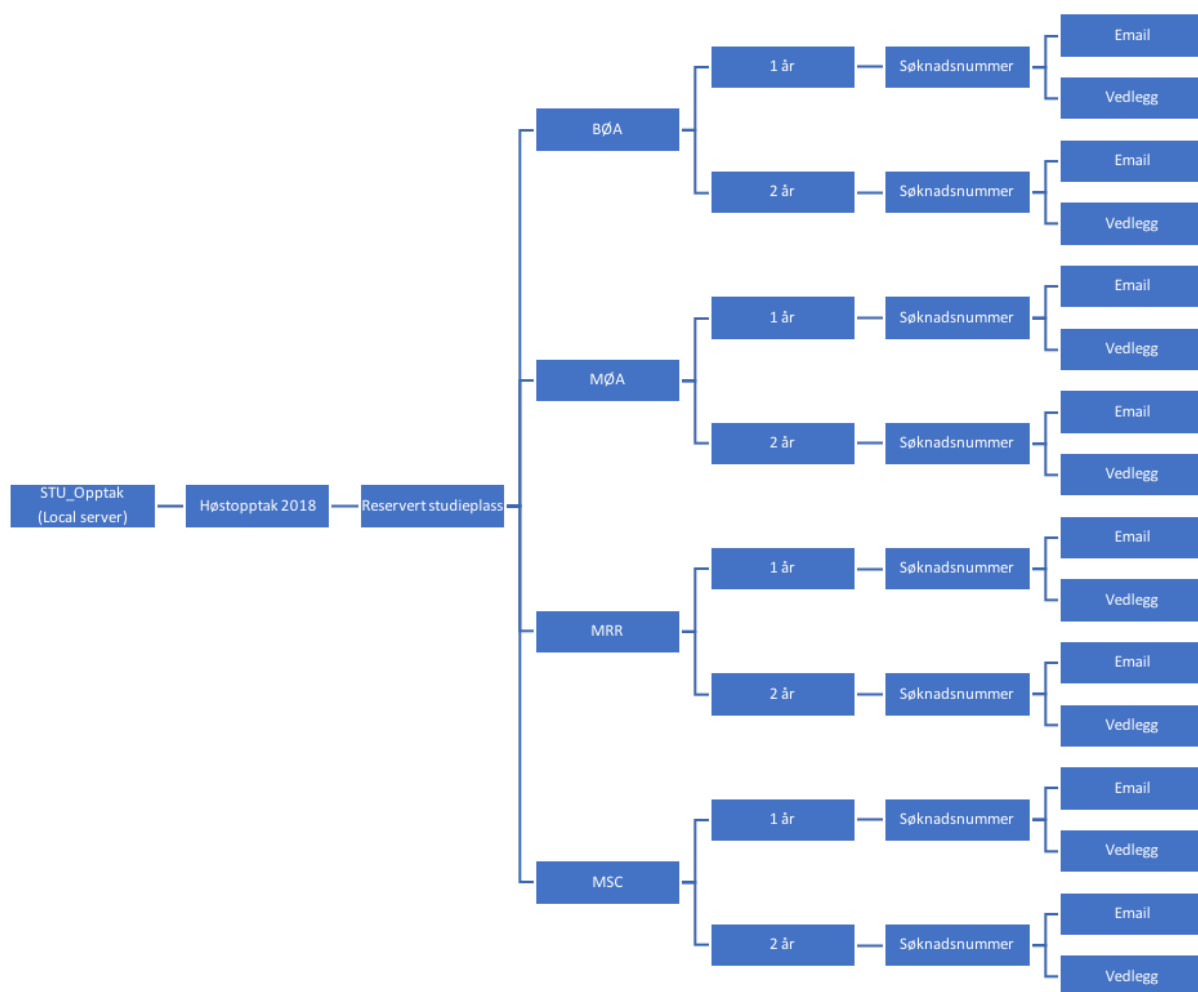 STU_Opptak
(Local server)
Høstopptak 2018
Reservert studieplass
BØA
1 år
Søknadsnummer
Email
Vedlegg
2 år
Søknadsnummer
Email
Vedlegg
MØA
1 år
Søknadsnummer
Email
Vedlegg
2 år
Søknadsnummer
Email
Vedlegg
MRR
1 år
Søknadsnummer
Email
Vedlegg
2 år
Søknadsnummer
Email
Vedlegg
MSC
1 år
Søknadsnummer
Email
Vedlegg
2 år
Søknadsnummer
Email
Vedlegg